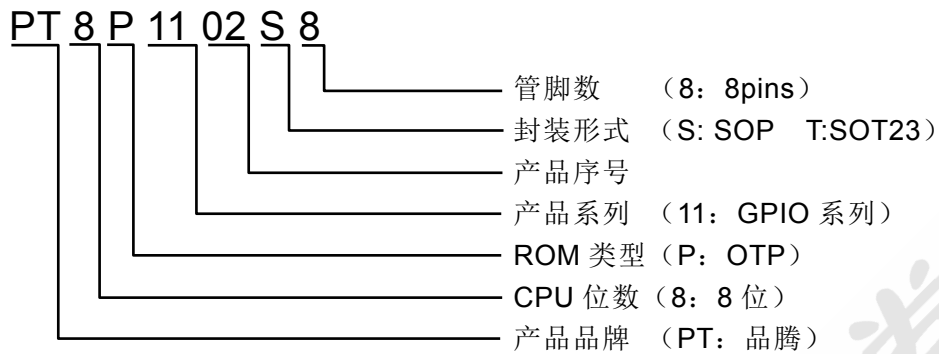 PT 8 P 11 02 S 8
管脚数 （8：8pins）
封装形式 （S: SOP T:SOT23）
产品序号
产品系列 （11：GPIO 系列）
ROM 类型（P：OTP）
CPU 位数（8：8 位）
产品品牌 （PT：品腾）